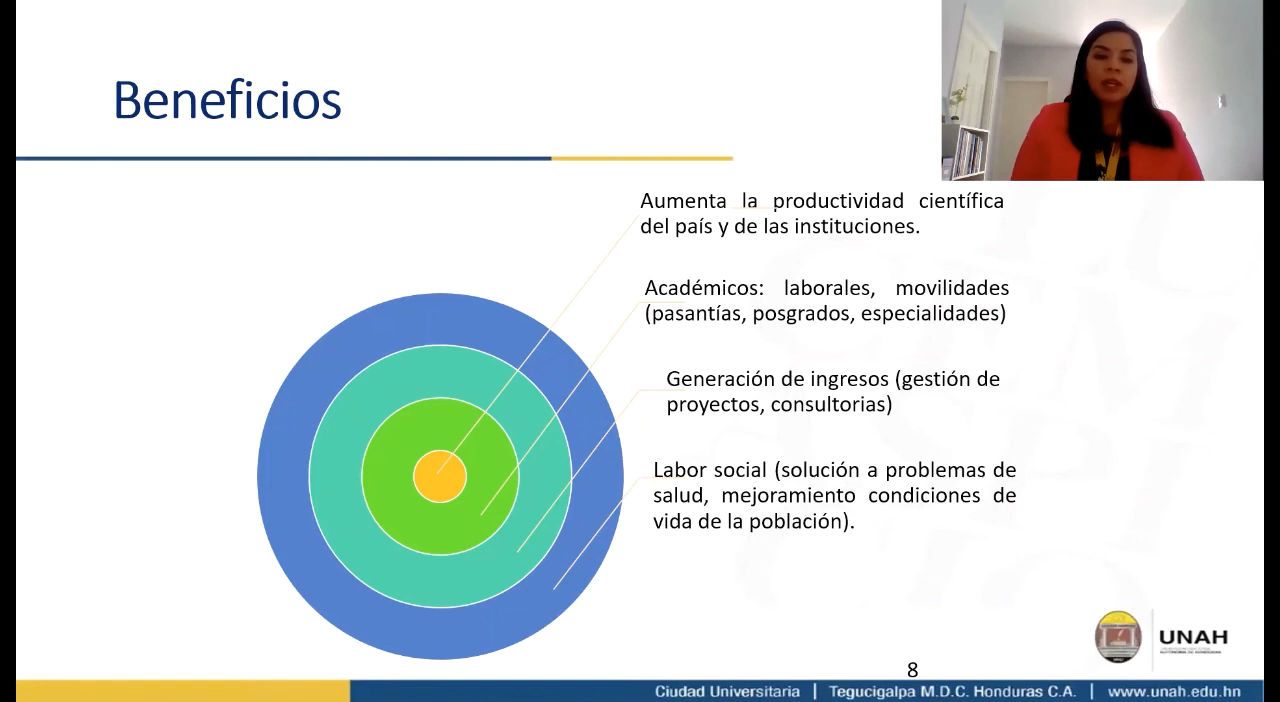 Beneficios
Aumenta la productividad científica
del país y de las instituciones.
Académicos: laborales, movilidades
(pasantías, posgrados, especialidades)
Generación de ingresos (gestión de
proyectos, consultorias)
Labor social (solución a problemas de
salud, mejoramiento condiciones de
vida de la población).
UNAH
8
Ciudad Universitaria | Tegucigalpa M.D.C. Honduras C.A. | www.unah.edu.hn